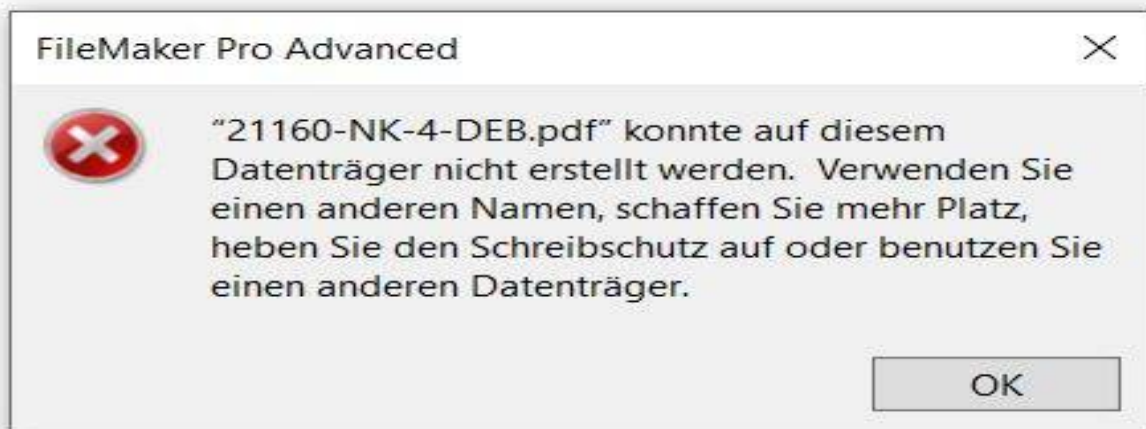 FileMaker Pro Advanced
“21160-NK-4-DEB.pdf” konnte auf diesem
Datenträger nicht erstellt werden.  Verwenden Sie
einen anderen Namen, schaffen Sie mehr Platz,
heben Sie den Schreibschutz auf oder benutzen Sie
einen anderen Datenträger.
OK